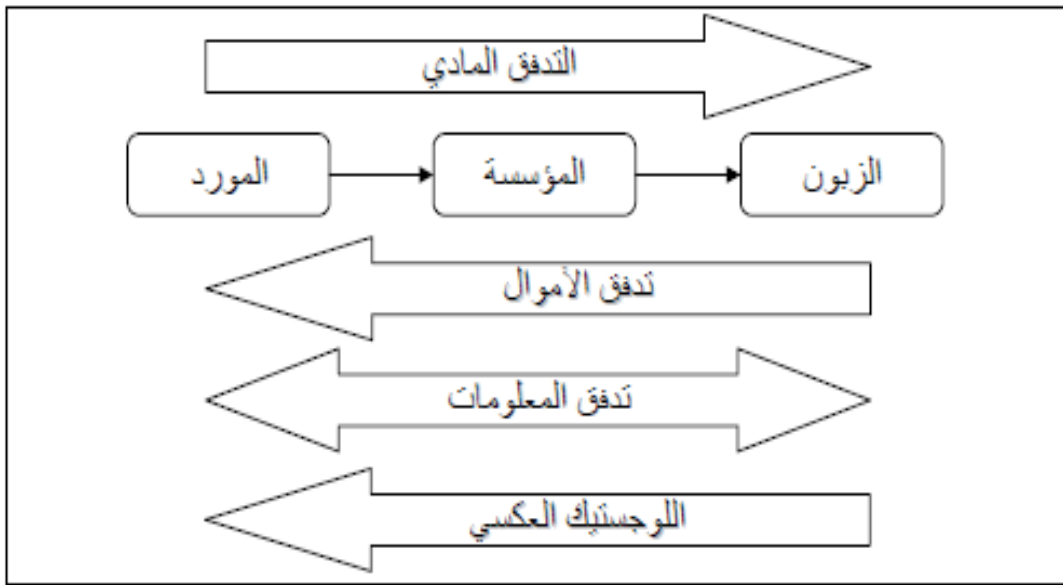 التدفق المادي
الزبون
المؤسسة
المورد
تدفق الأموال
تدفق المعلومات
اللوجستيك العكسي